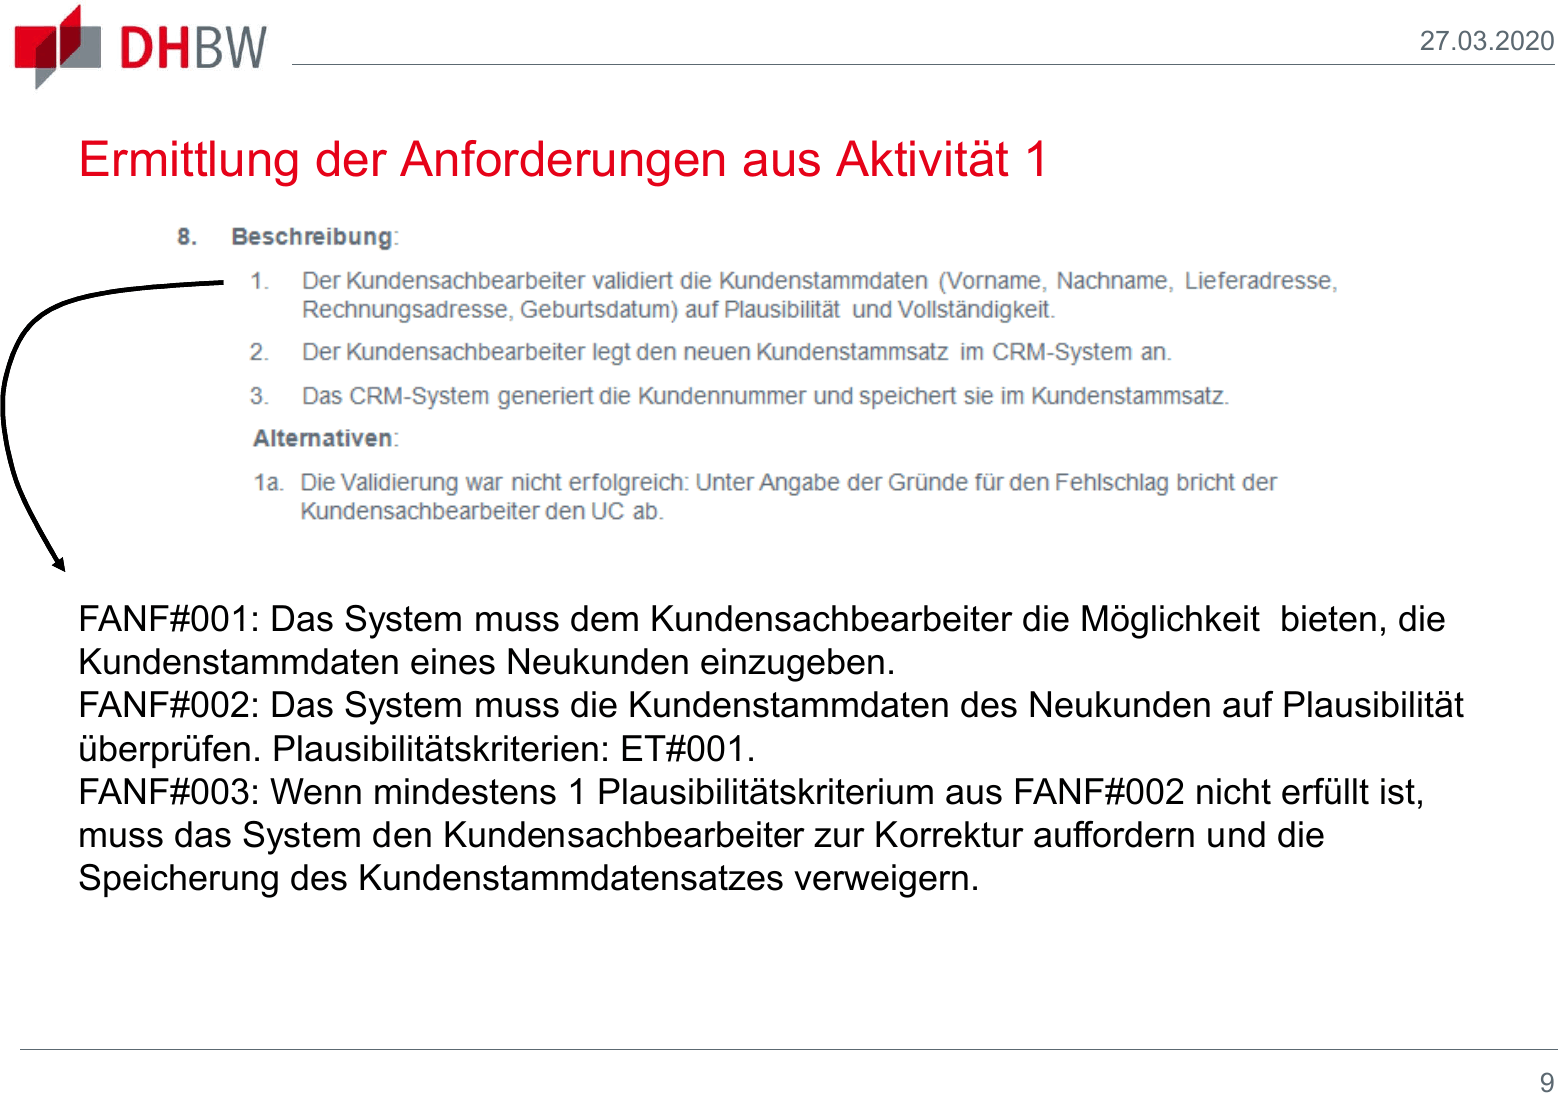 DHBW
27.03.2020
Ermittlung der Anforderungen aus Aktivität 1
8. Beschreibung:
1. Der Kundensachbearbeiter validiert die Kundenstammdaten (Vorname, Nachname, Lieferadresse,
Rechnungsadresse, Geburtsdatum) auf Plausibilität und Vollständigkeit.
2. Der Kundensachbearbeiter legt den neuen Kundenstammsatz im CRM-System an.
3. Das CRM-System generiert die Kundennummer und speichert sie im Kundenstammsatz.
Alternativen:
1a. Die Validierung war nicht erfolgreich: Unter Angabe der Gründe für den Fehlschlag bricht der
Kundensachbearbeiter den UC ab.
FANF#001: Das System muss dem Kundensachbearbeiter die Möglichkeit bieten, die
Kundenstammdaten eines Neukunden einzugeben.
FANF#002: Das System muss die Kundenstammdaten des Neukunden auf Plausibilität
überprüfen. Plausibilitätskriterien: ET#001.
FANF#003: Wenn mindestens 1 Plausibilitätskriterium aus FANF#002 nicht erfüllt ist,
muss das System den Kundensachbearbeiter zur Korrektur auffordern und die
Speicherung des Kundenstammdatensatzes verweigern.
9